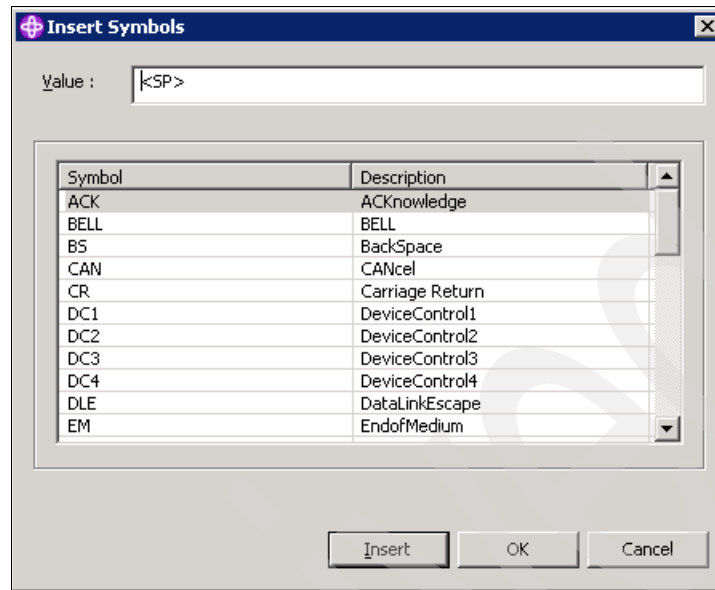 Insert Symbols
Value : <SP>
Symbol Description
ACK ACKnowledge
BELL BELL
BS BackSpace
CAN CANcel
CR Carriage Return
DC1 DeviceControl1
DC2 DeviceControl2
DC3 DeviceControl3
DC4 DeviceControl4
DLE DataLinkEscape
EM EndofMedium
Insert OK Cancel